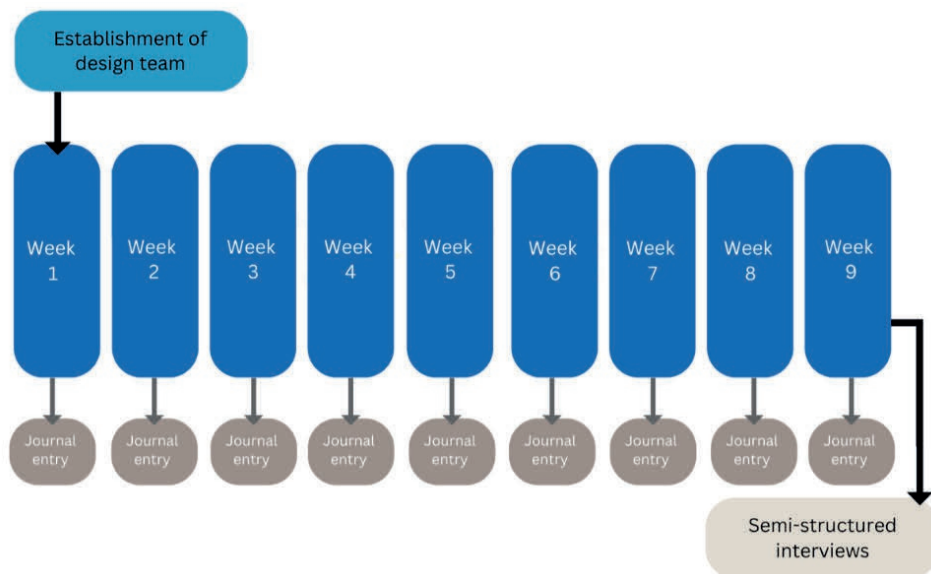 Establishment of
design team
Week
1
Week
2
Week
3
Week
4
Week
5
Week
6
Week
7
Week
8
Week
9
Journal
entry
Journal
entry
Journal
entry
Journal
entry
Journal
entry
Journal
entry
Journal
entry
Journal
entry
Journal
entry
Semi-structured
interviews